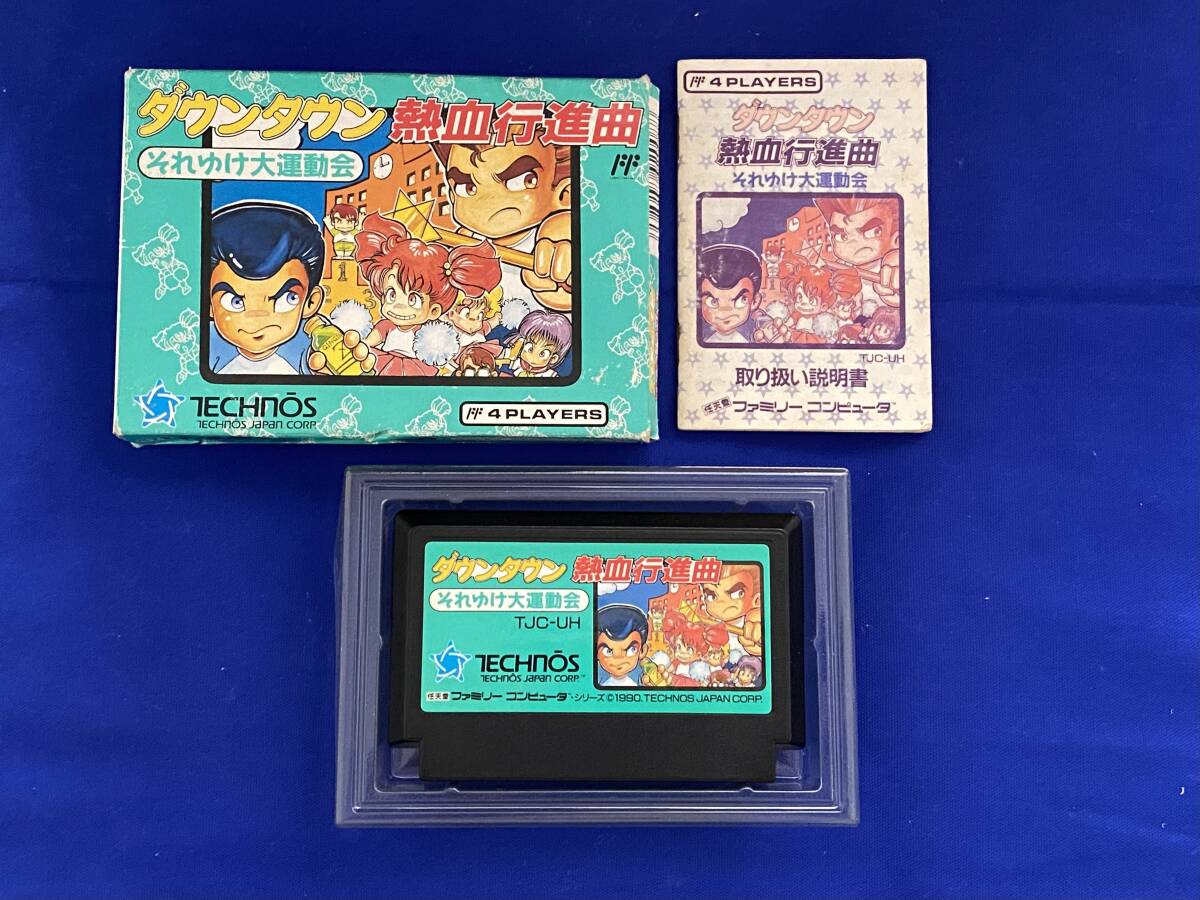 ダウンタウン 熱血行進曲
それゆけ大運動会
1
TECHNŌS
TECHNŌS JAPAN CORP.
4 PLAYERS
4 PLAYERS
ダウンタウン
熱血行進曲
それゆけ大運動会
TJC-UH
取り扱い説明書
任天堂 ファミリー コンピュータ™
ダウンタウン 熱血行進曲
それゆけ大運動会
TJC-UH
TECHNŌS
TECHNŌS JAPAN CORP.™
任天堂 ファミリー コンピュータ™・シリーズ ©1990. TECHNOS JAPAN CORP.